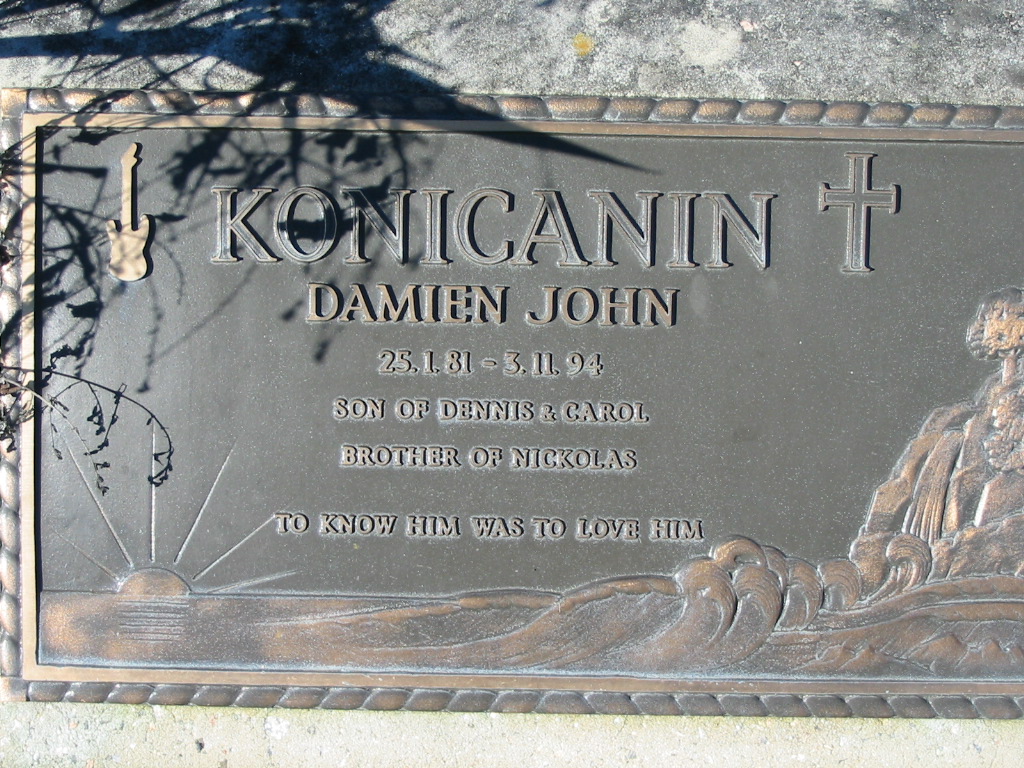 KONICANIN
DAMIEN JOHN
25.1.81 - 3.11.94
SON OF DENNIS & CAROL
BROTHER OF NICKOLAS
TO KNOW HIM WAS TO LOVE HIM